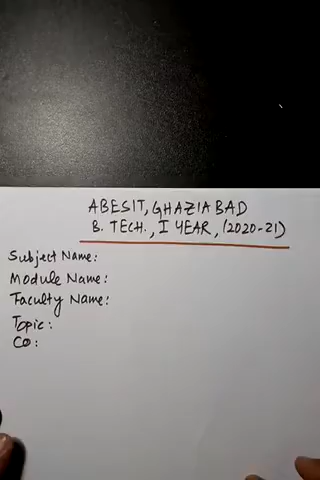 ABESIT, GHAZIABAD
B. TECH., I YEAR, (2020-21)
Subject Name:
Module Name:
Faculty Name:
Topic:
CO: